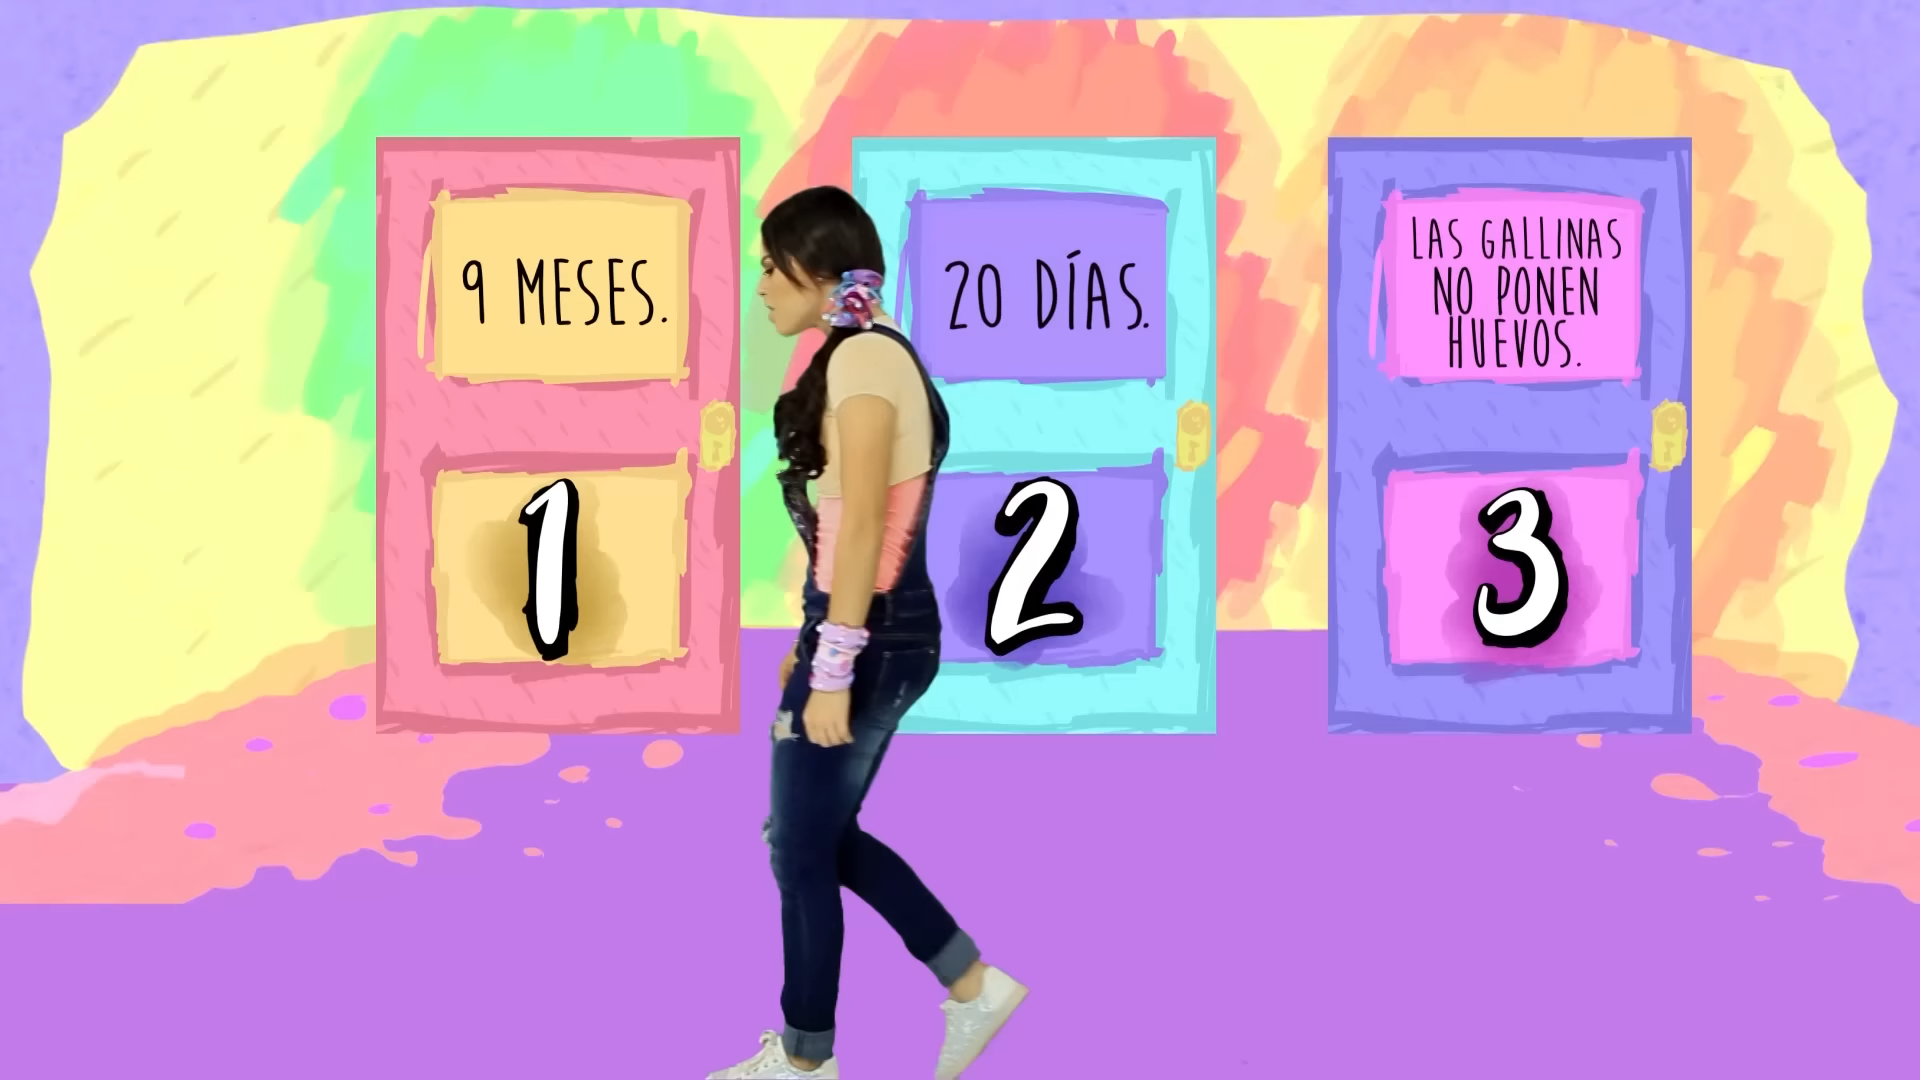 9 MESES.
20 DÍAS.
LAS GALLINAS
NO PONEN
HUEVOS.
1
2
3